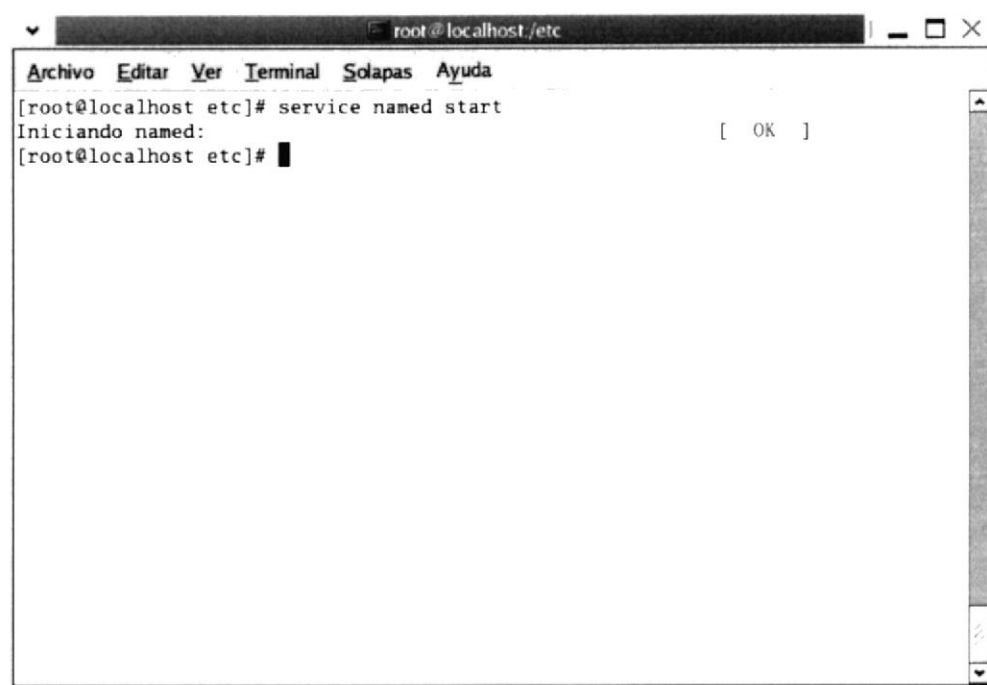 root@localhost:/etc
Archivo Editar Ver Terminal Solapas Ayuda
[root@localhost etc]# service named start
Iniciando named: [ OK ]
[root@localhost etc]#